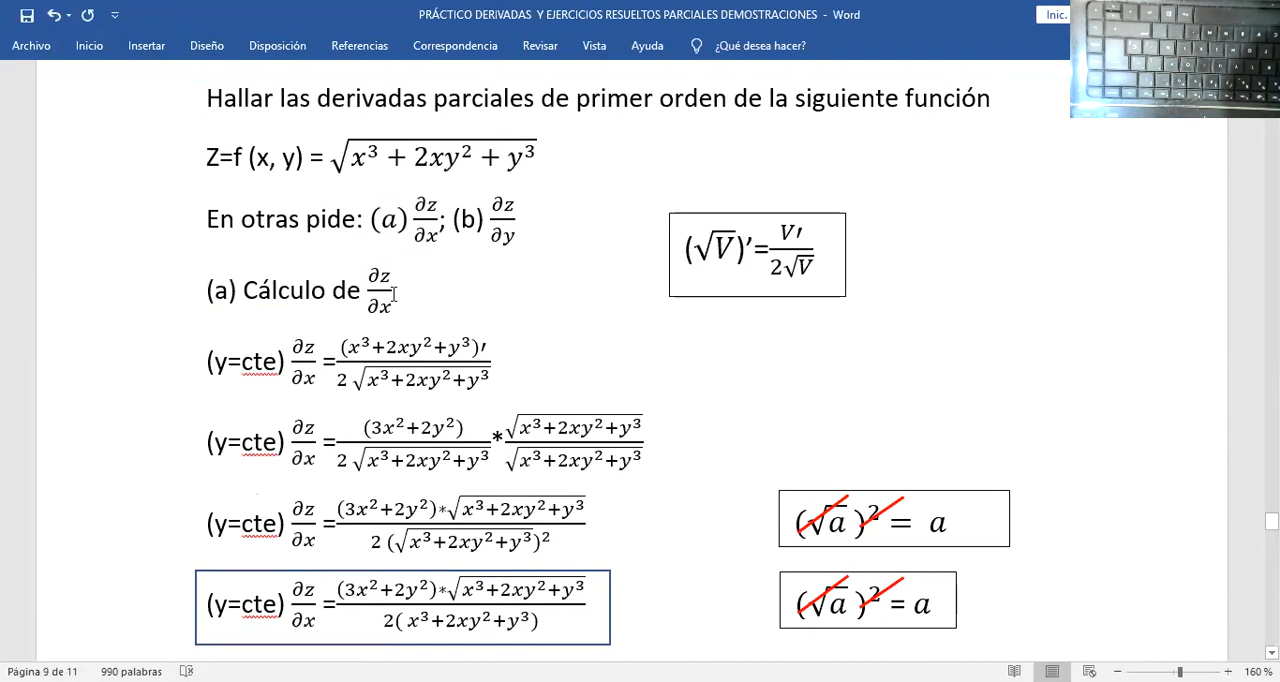 PRÁCTICO DERIVADAS Y EJERCICIOS RESUELTOS PARCIALES DEMOSTRACIONES - Word
Inic.
Archivo Inicio Insertar Diseño Disposición Referencias Correspondencia Revisar Vista Ayuda ¿Qué desea hacer?
Hallar las derivadas parciales de primer orden de la siguiente función
Z=f (x, y) = √(x³ + 2xy² + y³)
En otras pide: (a) ∂z/∂x; (b) ∂z/∂y
(√V)’=V′/2√V
(a) Cálculo de ∂z/∂x
(y=cte) ∂z/∂x =(x³+2xy²+y³)′/2 √(x³+2xy²+y³)
(y=cte) ∂z/∂x =(3x²+2y²)/2 √(x³+2xy²+y³) * √(x³+2xy²+y³)/√(x³+2xy²+y³)
(y=cte) ∂z/∂x =(3x²+2y²)*√(x³+2xy²+y³)/2 (√(x³+2xy²+y³))²
(√a )² = a
(y=cte) ∂z/∂x =(3x²+2y²)*√(x³+2xy²+y³)/2( x³+2xy²+y³)
(√a )² = a
Página 9 de 11 990 palabras 160 %